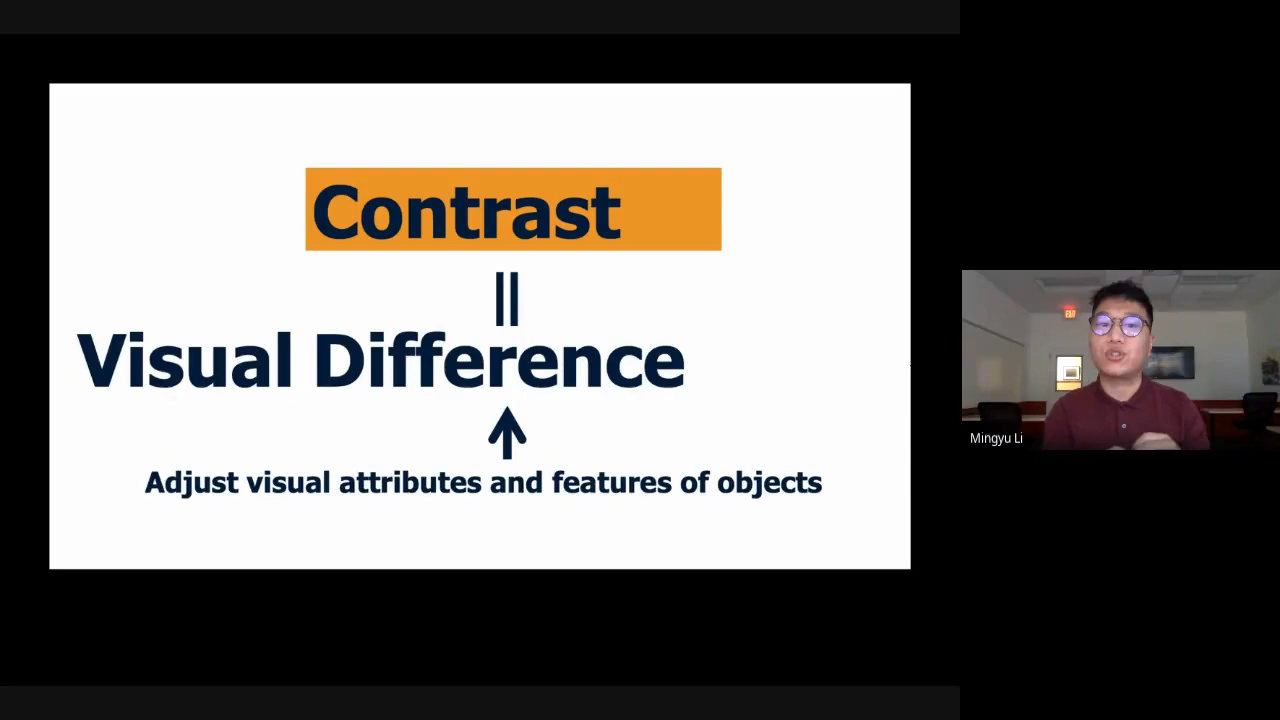 Contrast
Visual Difference
Adjust visual attributes and features of objects
Mingyu Li